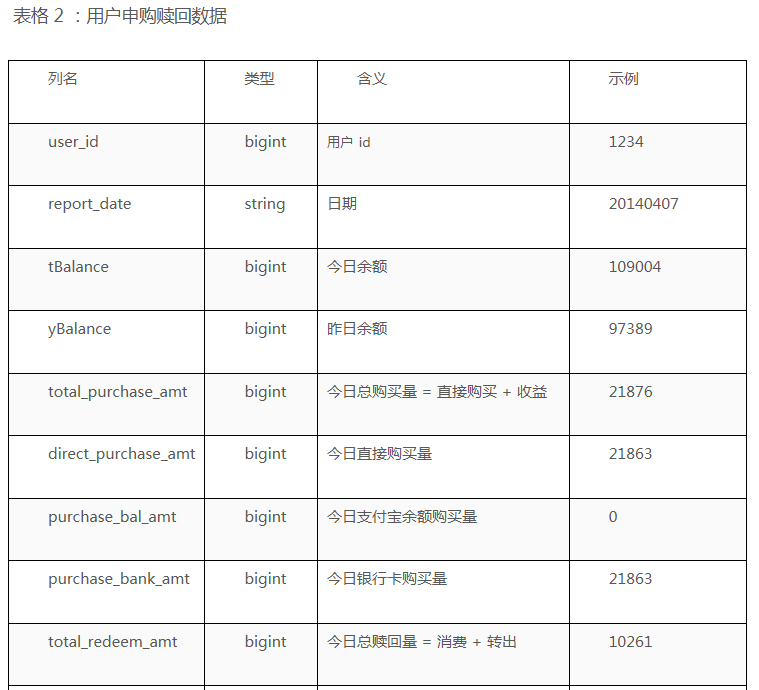 表格 2 ：用户申购赎回数据
列名 类型 含义 示例
user_id bigint 用户 id 1234
report_date string 日期 20140407
tBalance bigint 今日余额 109004
yBalance bigint 昨日余额 97389
total_purchase_amt bigint 今日总购买量 = 直接购买 + 收益 21876
direct_purchase_amt bigint 今日直接购买量 21863
purchase_bal_amt bigint 今日支付宝余额购买量 0
purchase_bank_amt bigint 今日银行卡购买量 21863
total_redeem_amt bigint 今日总赎回量 = 消费 + 转出 10261